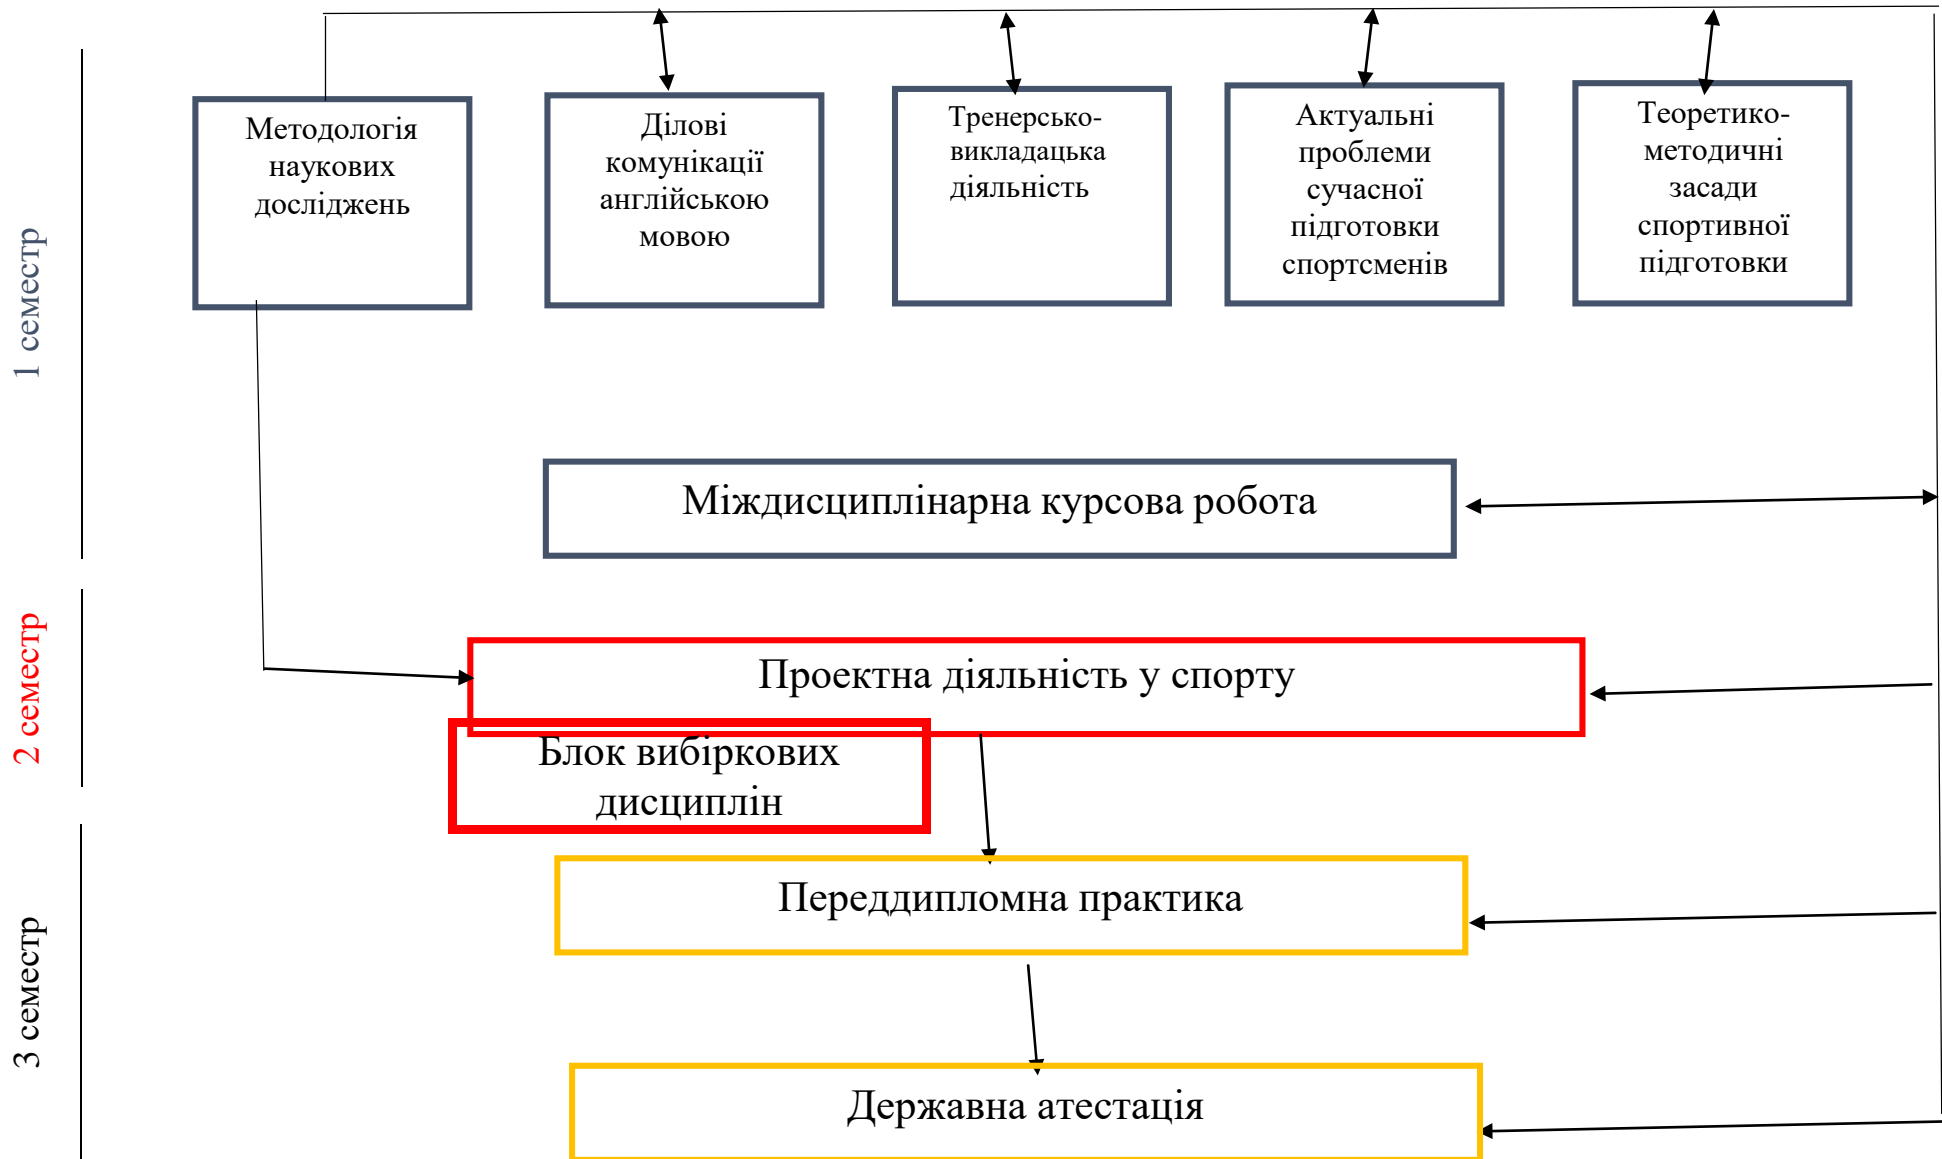 1 семестр
Методологія
наукових
досліджень
Ділові
комунікації
англійською
мовою
Тренерсько-
викладацька
діяльність
Актуальні
проблеми
сучасної
підготовки
спортсменів
Теоретико-
методичні
засади
спортивної
підготовки
Міждисциплінарна курсова робота
2 семестр
Проектна діяльність у спорту
Блок вибіркових
дисциплін
3 семестр
Переддипломна практика
Державна атестація